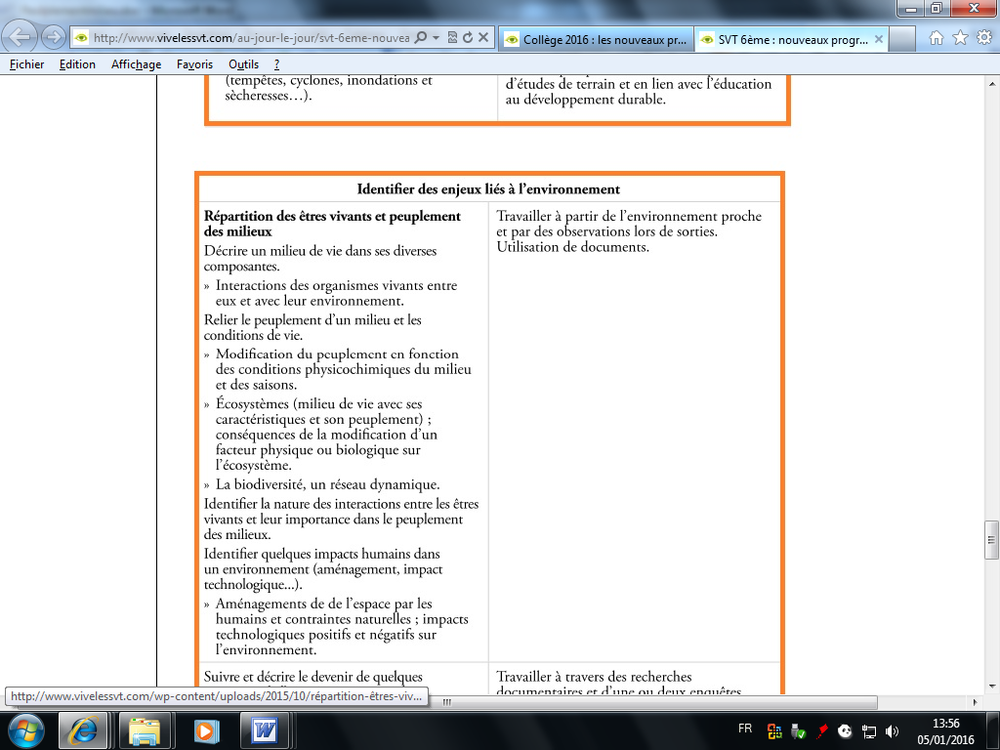 http://www.vivelessvt.com/au-jour-le-jour/svt-6eme-nouvea
Collège 2016 : les nouveaux pr...
SVT 6ème : nouveaux progr...
Fichier Edition Affichage Favoris Outils ?
(tempêtes, cyclones, inondations et
sècheresses…).
d'études de terrain et en lien avec l'éducation
au développement durable.
Identifier des enjeux liés à l'environnement
Répartition des êtres vivants et peuplement
des milieux
Décrire un milieu de vie dans ses diverses
composantes.
» Interactions des organismes vivants entre
eux et avec leur environnement.
Relier le peuplement d'un milieu et les
conditions de vie.
» Modification du peuplement en fonction
des conditions physicochimiques du milieu
et des saisons.
» Écosystèmes (milieu de vie avec ses
caractéristiques et son peuplement) ;
conséquences de la modification d'un
facteur physique ou biologique sur
l'écosystème.
» La biodiversité, un réseau dynamique.
Identifier la nature des interactions entre les êtres
vivants et leur importance dans le peuplement
des milieux.
Identifier quelques impacts humains dans
un environnement (aménagement, impact
technologique...).
» Aménagements de de l'espace par les
humains et contraintes naturelles ; impacts
technologiques positifs et négatifs sur
l'environnement.
Travailler à partir de l'environnement proche
et par des observations lors de sorties.
Utilisation de documents.
Suivre et décrire le devenir de quelques
Travailler à travers des recherches
documentaires et d'une ou deux enquêtes
http://www.vivelessvt.com/wp-content/uploads/2015/10/répartition-êtres-viv...
FR
13:56
05/01/2016